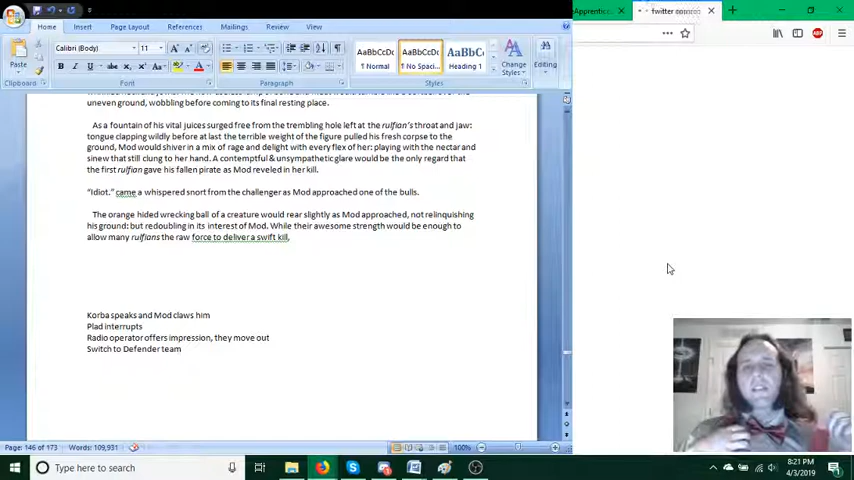 Apprentic
twitter
Home Insert Page Layout References Mailings Review View
Calibri (Body) 11
Paste
AaBbCcDc AaBbCcDc AaBbCc
¶ Normal ¶ No Spaci... Heading 1
Change Styles
Editing
Clipboard Font Paragraph Styles
uneven ground, wobbling before coming to its final resting place.
As a fountain of his vital juices surged free from the trembling hole left at the rulfian's throat and jaw:
tongue clapping wildly before at last the terrible weight of the figure pulled his fresh corpse to the
ground, Mod would shiver in a mix of rage and delight with every flex of her: playing with the nectar and
sinew that still clung to her hand. A contemptful & unsympathetic glare would be the only regard that
the first rulfian gave his fallen pirate as Mod reveled in her kill.
“Idiot.” came a whispered snort from the challenger as Mod approached one of the bulls.
The orange hided wrecking ball of a creature would rear slightly as Mod approached, not relinquishing
his ground: but redoubling in its interest of Mod. While their awesome strength would be enough to
allow many rulfians the raw force to deliver a swift kill,
Korba speaks and Mod claws him
Plad interrupts
Radio operator offers impression, they move out
Switch to Defender team
Page: 146 of 173 Words: 109,931 100%
Type here to search
8:21 PM
4/3/2019